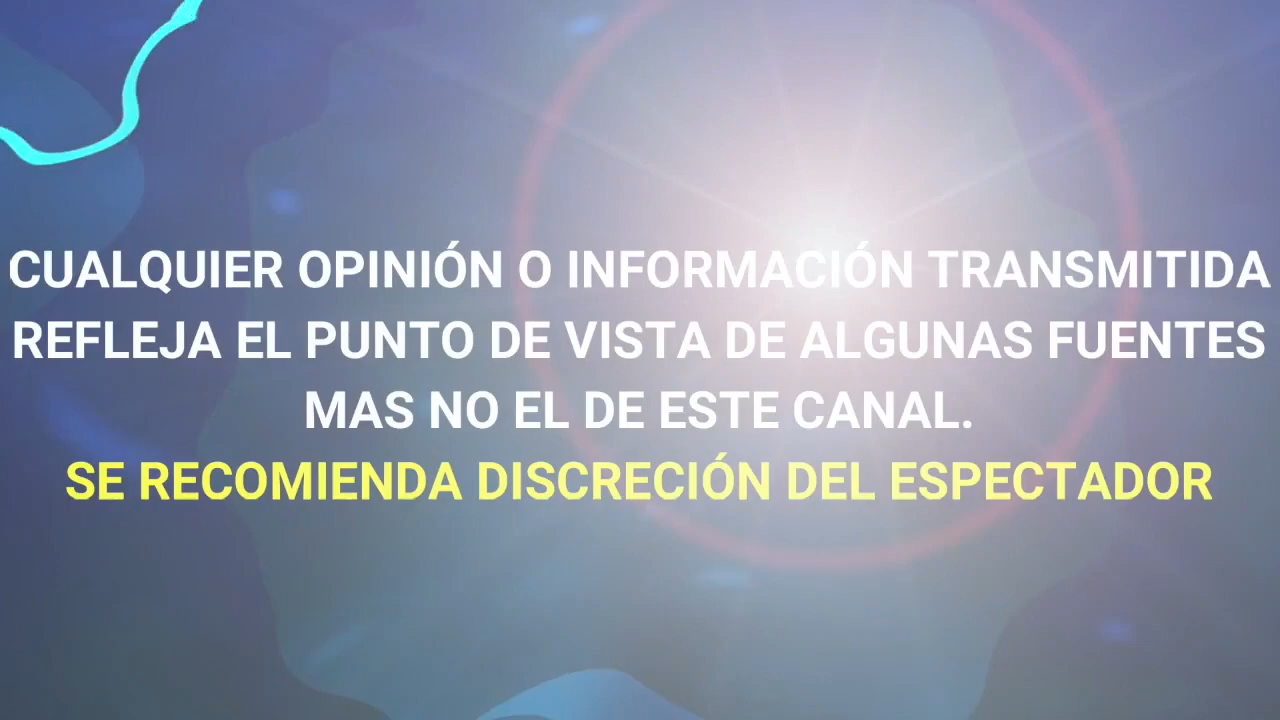 CUALQUIER OPINIÓN O INFORMACIÓN TRANSMITIDA
REFLEJA EL PUNTO DE VISTA DE ALGUNAS FUENTES
MAS NO EL DE ESTE CANAL.
SE RECOMIENDA DISCRECIÓN DEL ESPECTADOR